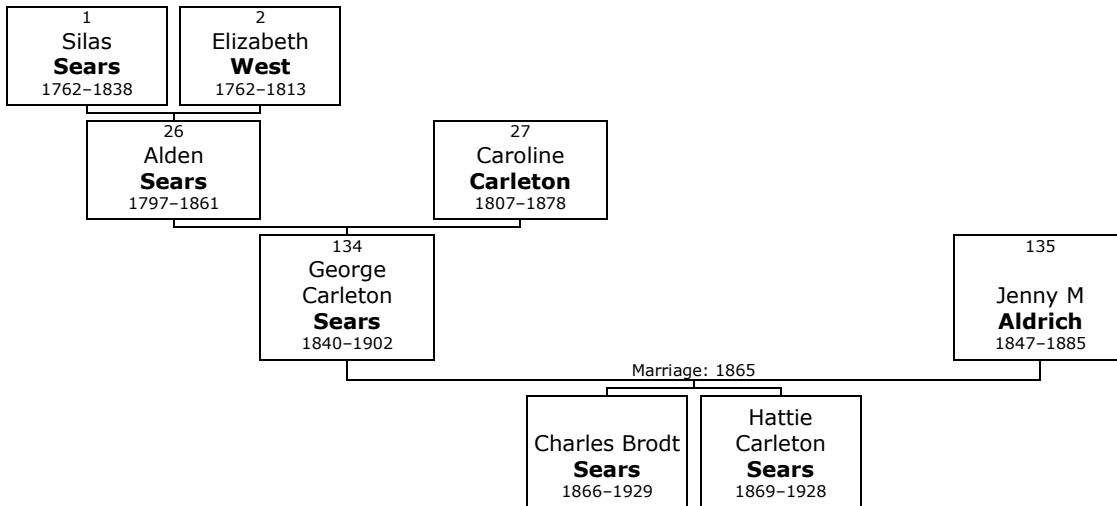 1
Silas
Sears
1762–1838
2
Elizabeth
West
1762–1813
26
Alden
Sears
1797–1861
27
Caroline
Carleton
1807–1878
134
George
Carleton
Sears
1840–1902
135
Jenny M
Aldrich
1847–1885
Marriage: 1865
Charles Brodt
Sears
1866–1929
Hattie
Carleton
Sears
1869–1928